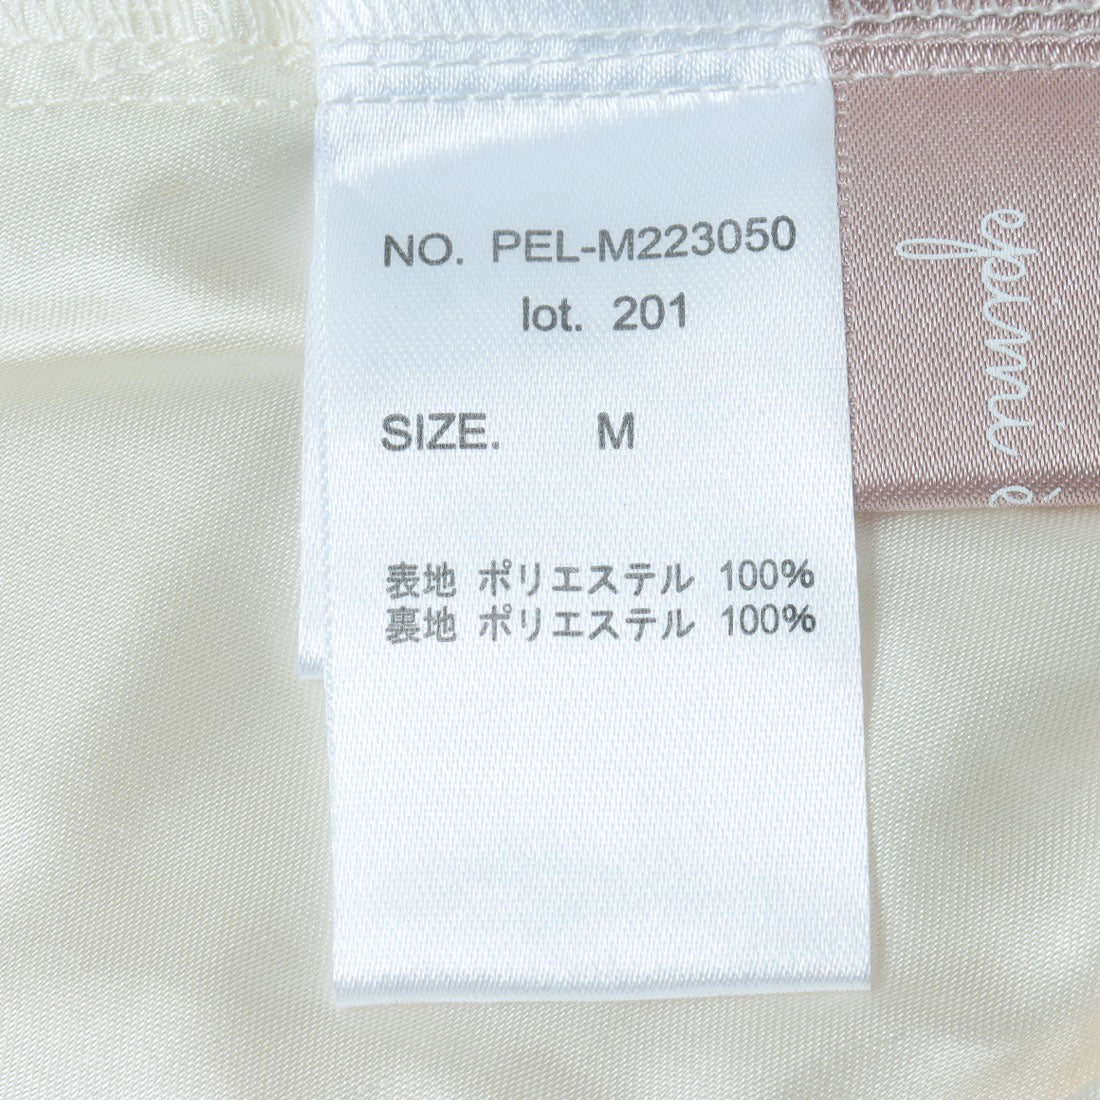 NO. PEL-M223050
lot. 201
SIZE. M
表地 ポリエステル 100%
裏地 ポリエステル 100%